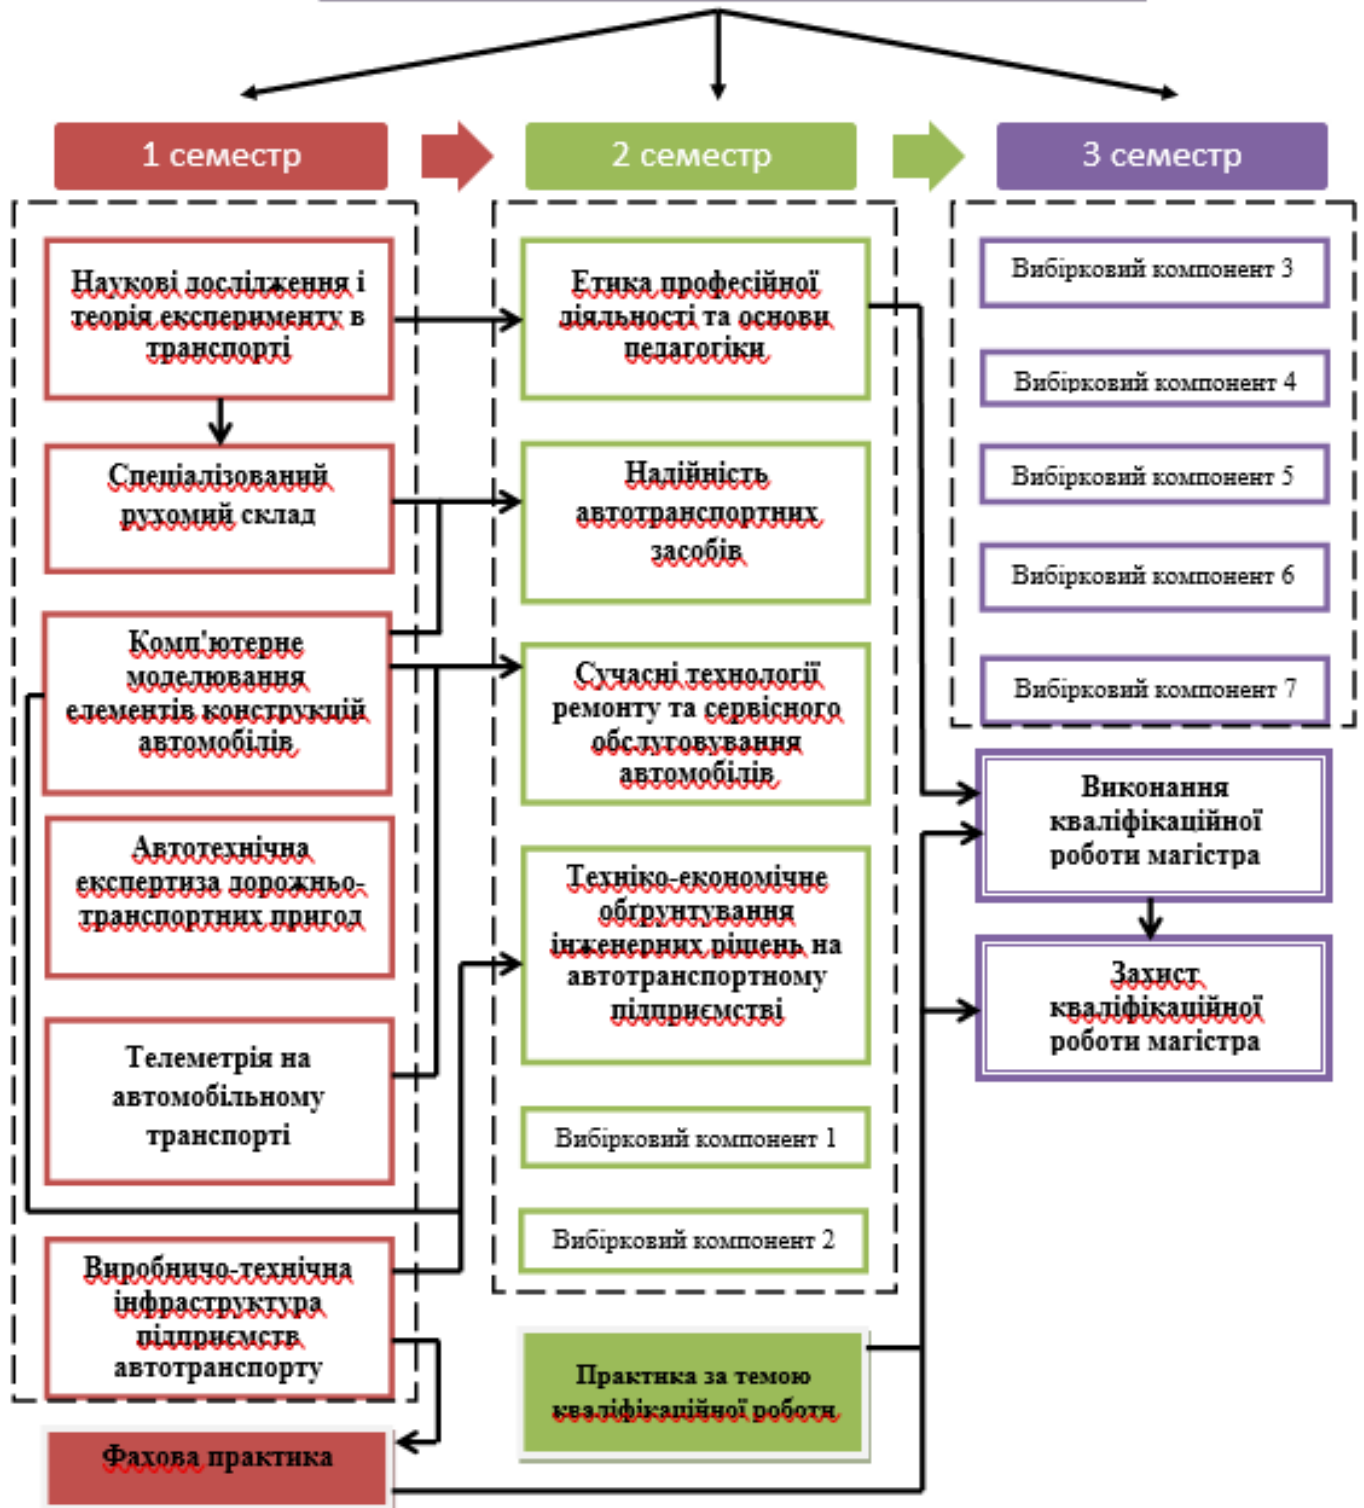 1 семестр
2 семестр
3 семестр
Наукові дослідження і
теорія експерименту в
транспорті
Спеціалізований
рухомий склад
Комп'ютерне
моделювання
елементів конструкцій
автомобілів
Автотехнічна
експертиза дорожньо-
транспортних пригод
Телеметрія на
автомобільному
транспорті
Виробничо-технічна
інфраструктура
підприємств
автотранспорту
Фахова практика
Етика професійної
діяльності та основи
педагогіки
Надійність
автотранспортних
засобів
Сучасні технології
ремонту та сервісного
обслуговування
автомобілів
Техніко-економічне
обґрунтування
інженерних рішень на
автотранспортному
підприємстві
Вибірковий компонент 1
Вибірковий компонент 2
Практика за темою
кваліфікаційної роботи
Вибірковий компонент 3
Вибірковий компонент 4
Вибірковий компонент 5
Вибірковий компонент 6
Вибірковий компонент 7
Виконання
кваліфікаційної
роботи магістра
Захист
кваліфікаційної
роботи магістра